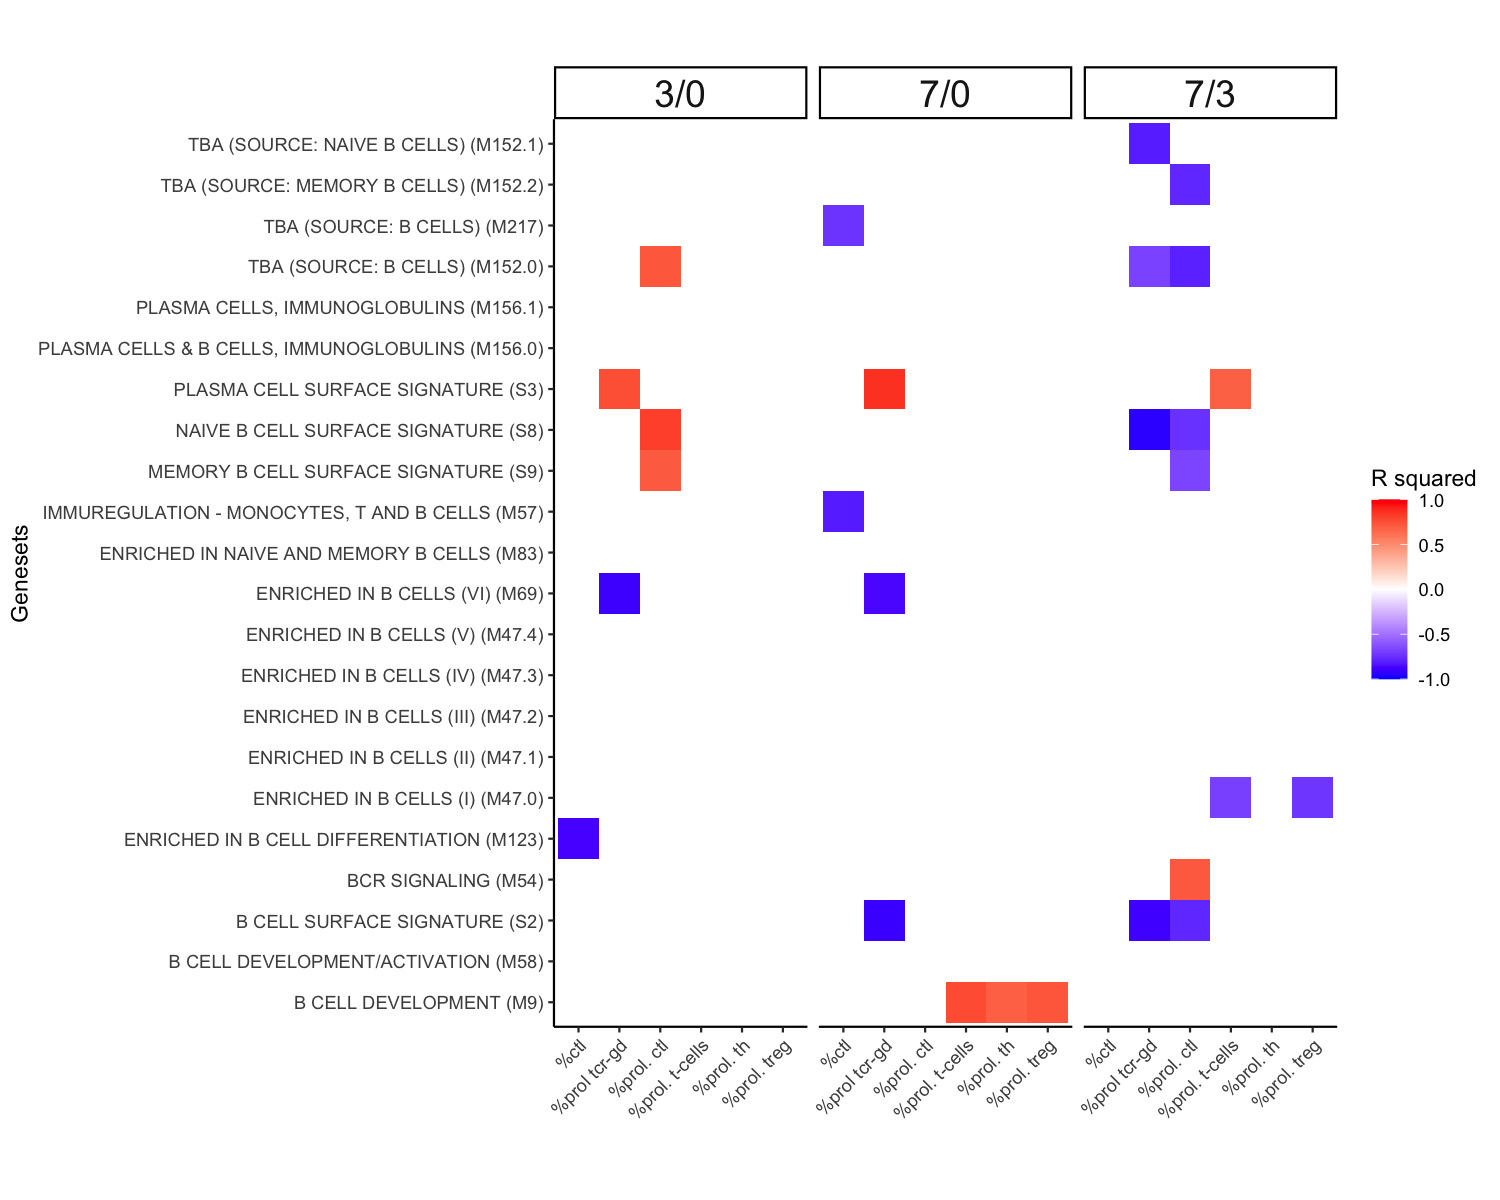 3/0 7/0 7/3
TBA (SOURCE: NAIVE B CELLS) (M152.1)
TBA (SOURCE: MEMORY B CELLS) (M152.2)
TBA (SOURCE: B CELLS) (M217)
TBA (SOURCE: B CELLS) (M152.0)
PLASMA CELLS, IMMUNOGLOBULINS (M156.1)
PLASMA CELLS & B CELLS, IMMUNOGLOBULINS (M156.0)
PLASMA CELL SURFACE SIGNATURE (S3)
NAIVE B CELL SURFACE SIGNATURE (S8)
MEMORY B CELL SURFACE SIGNATURE (S9)
IMMUREGULATION - MONOCYTES, T AND B CELLS (M57)
ENRICHED IN NAIVE AND MEMORY B CELLS (M83)
ENRICHED IN B CELLS (VI) (M69)
ENRICHED IN B CELLS (V) (M47.4)
ENRICHED IN B CELLS (IV) (M47.3)
ENRICHED IN B CELLS (III) (M47.2)
ENRICHED IN B CELLS (II) (M47.1)
ENRICHED IN B CELLS (I) (M47.0)
ENRICHED IN B CELL DIFFERENTIATION (M123)
BCR SIGNALING (M54)
B CELL SURFACE SIGNATURE (S2)
B CELL DEVELOPMENT/ACTIVATION (M58)
B CELL DEVELOPMENT (M9)
Genesets
%ctl
%prol tcr-gd
%prol. ctl
%prol. t-cells
%prol. th
%prol. treg
%ctl
%prol tcr-gd
%prol. ctl
%prol. t-cells
%prol. th
%prol. treg
%ctl
%prol tcr-gd
%prol. ctl
%prol. t-cells
%prol. th
%prol. treg
R squared
1.0
0.5
0.0
-0.5
-1.0